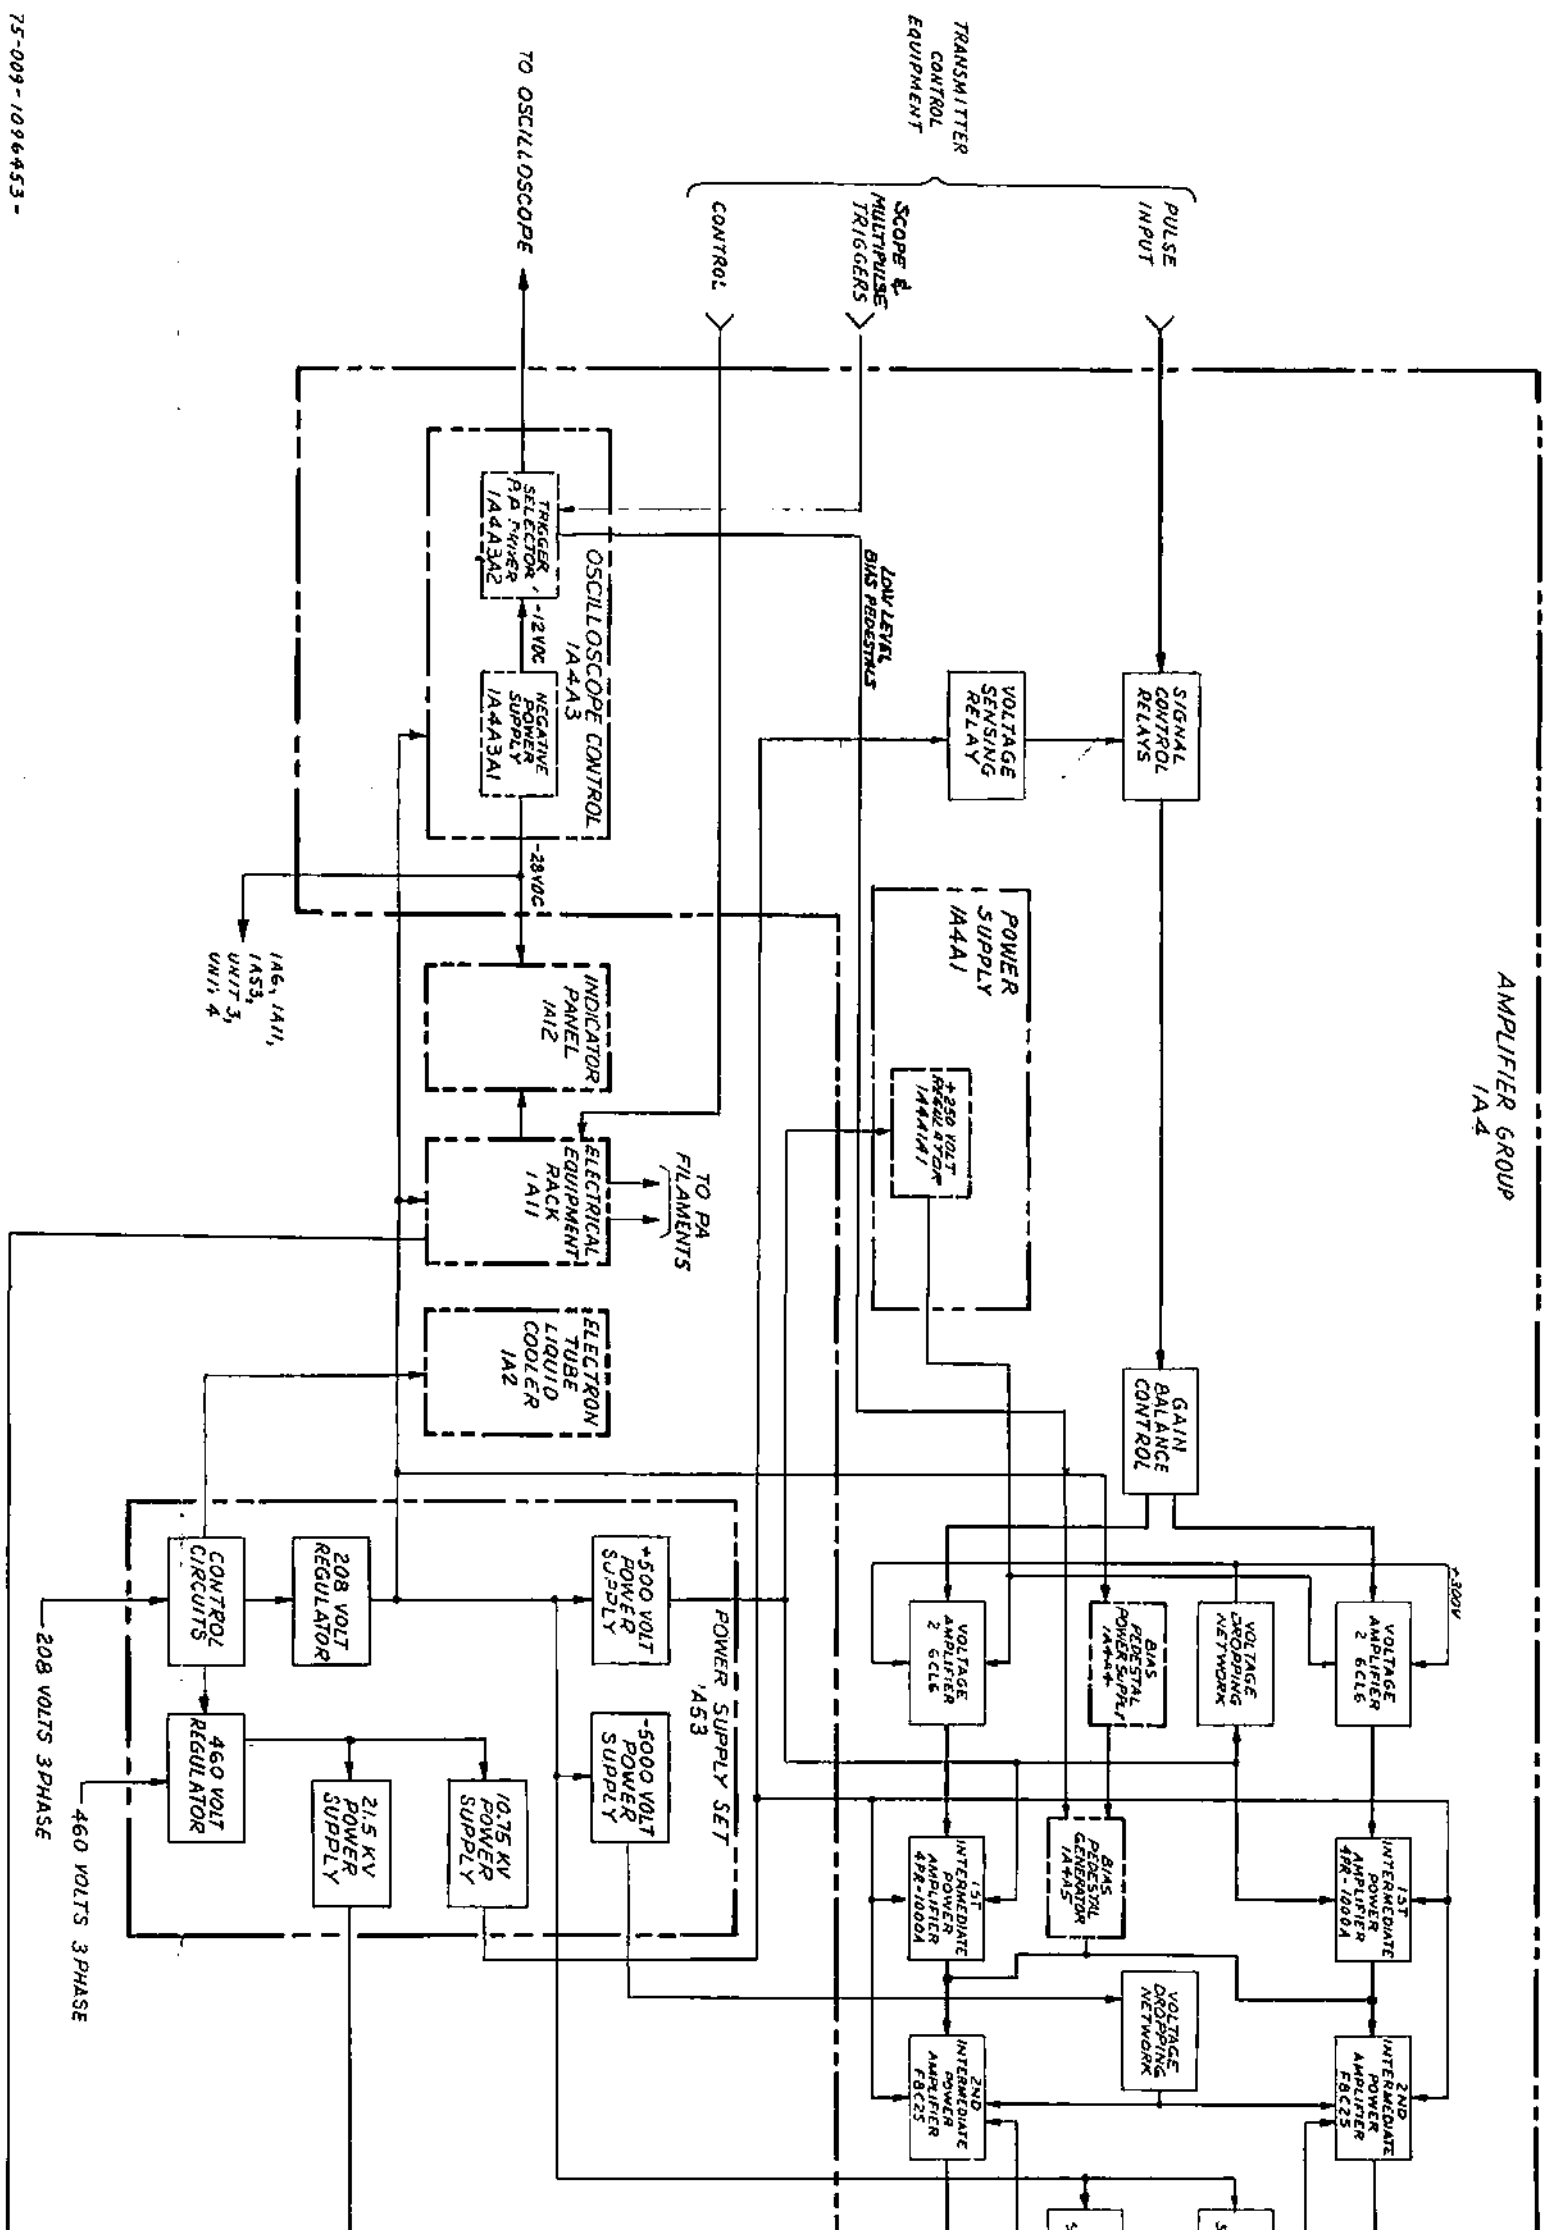 AMPLIFIER GROUP
1A4
TRANSMITTER
CONTROL
EQUIPMENT
PULSE
INPUT
SCOPE &
MULTIPULSE
TRIGGERS
CONTROL
TO OSCILLOSCOPE
SIGNAL
CONTROL
RELAYS
VOLTAGE
SENSING
RELAY
LOW LEVEL
BIAS PEDESTALS
POWER
SUPPLY
1A4A1
+250 VOLT
REGULATOR
1A4A1A1
GAIN
BALANCE
CONTROL
OSCILLOSCOPE CONTROL
1A4A3
TRIGGER
SELECTOR
P.A. DRIVER
1A4A3A2
-12VDC
NEGATIVE
POWER
SUPPLY
1A4A3A1
-28VDC
1A6, 1A11,
1A53,
UNIT 3,
UNIT 4
INDICATOR
PANEL
1A12
ELECTRICAL
EQUIPMENT
RACK
1A11
TO PA
FILAMENTS
ELECTRON
TUBE
LIQUID
COOLER
1A2
+300V
VOLTAGE
AMPLIFIER
2 6CL6
VOLTAGE
DROPPING
NETWORK
BIAS
PEDESTAL
POWER SUPPLY
1A4A4
VOLTAGE
AMPLIFIER
2 6CL6
1ST
INTERMEDIATE
POWER
AMPLIFIER
4PR-1000A
BIAS
PEDESTAL
GENERATOR
1A4A5
1ST
INTERMEDIATE
POWER
AMPLIFIER
4PR-1000A
VOLTAGE
DROPPING
NETWORK
2ND
INTERMEDIATE
POWER
AMPLIFIER
F8C25
2ND
INTERMEDIATE
POWER
AMPLIFIER
F8C25
POWER SUPPLY SET
'A53
+500 VOLT
POWER
SUPPLY
-5000 VOLT
POWER
SUPPLY
208 VOLT
REGULATOR
CONTROL
CIRCUITS
460 VOLT
REGULATOR
10.75 KV
POWER
SUPPLY
21.5 KV
POWER
SUPPLY
208 VOLTS 3 PHASE
460 VOLTS 3 PHASE
S
S
75-009-1096453-